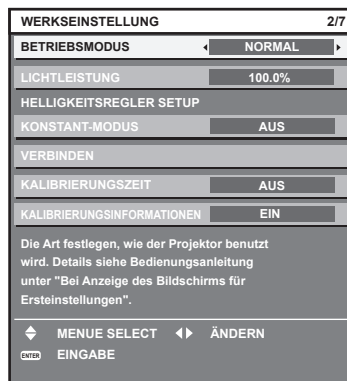 WERKSEINSTELLUNG 2/7
BETRIEBSMODUS NORMAL
LICHTLEISTUNG 100.0%
HELLIGKEITSREGLER SETUP
KONSTANT-MODUS AUS
VERBINDEN
KALIBRIERUNGSZEIT AUS
KALIBRIERUNGSINFORMATIONEN EIN
Die Art festlegen, wie der Projektor benutzt
wird. Details siehe Bedienungsanleitung
unter "Bei Anzeige des Bildschirms für
Ersteinstellungen".
MENUE SELECT ÄNDERN
ENTER EINGABE